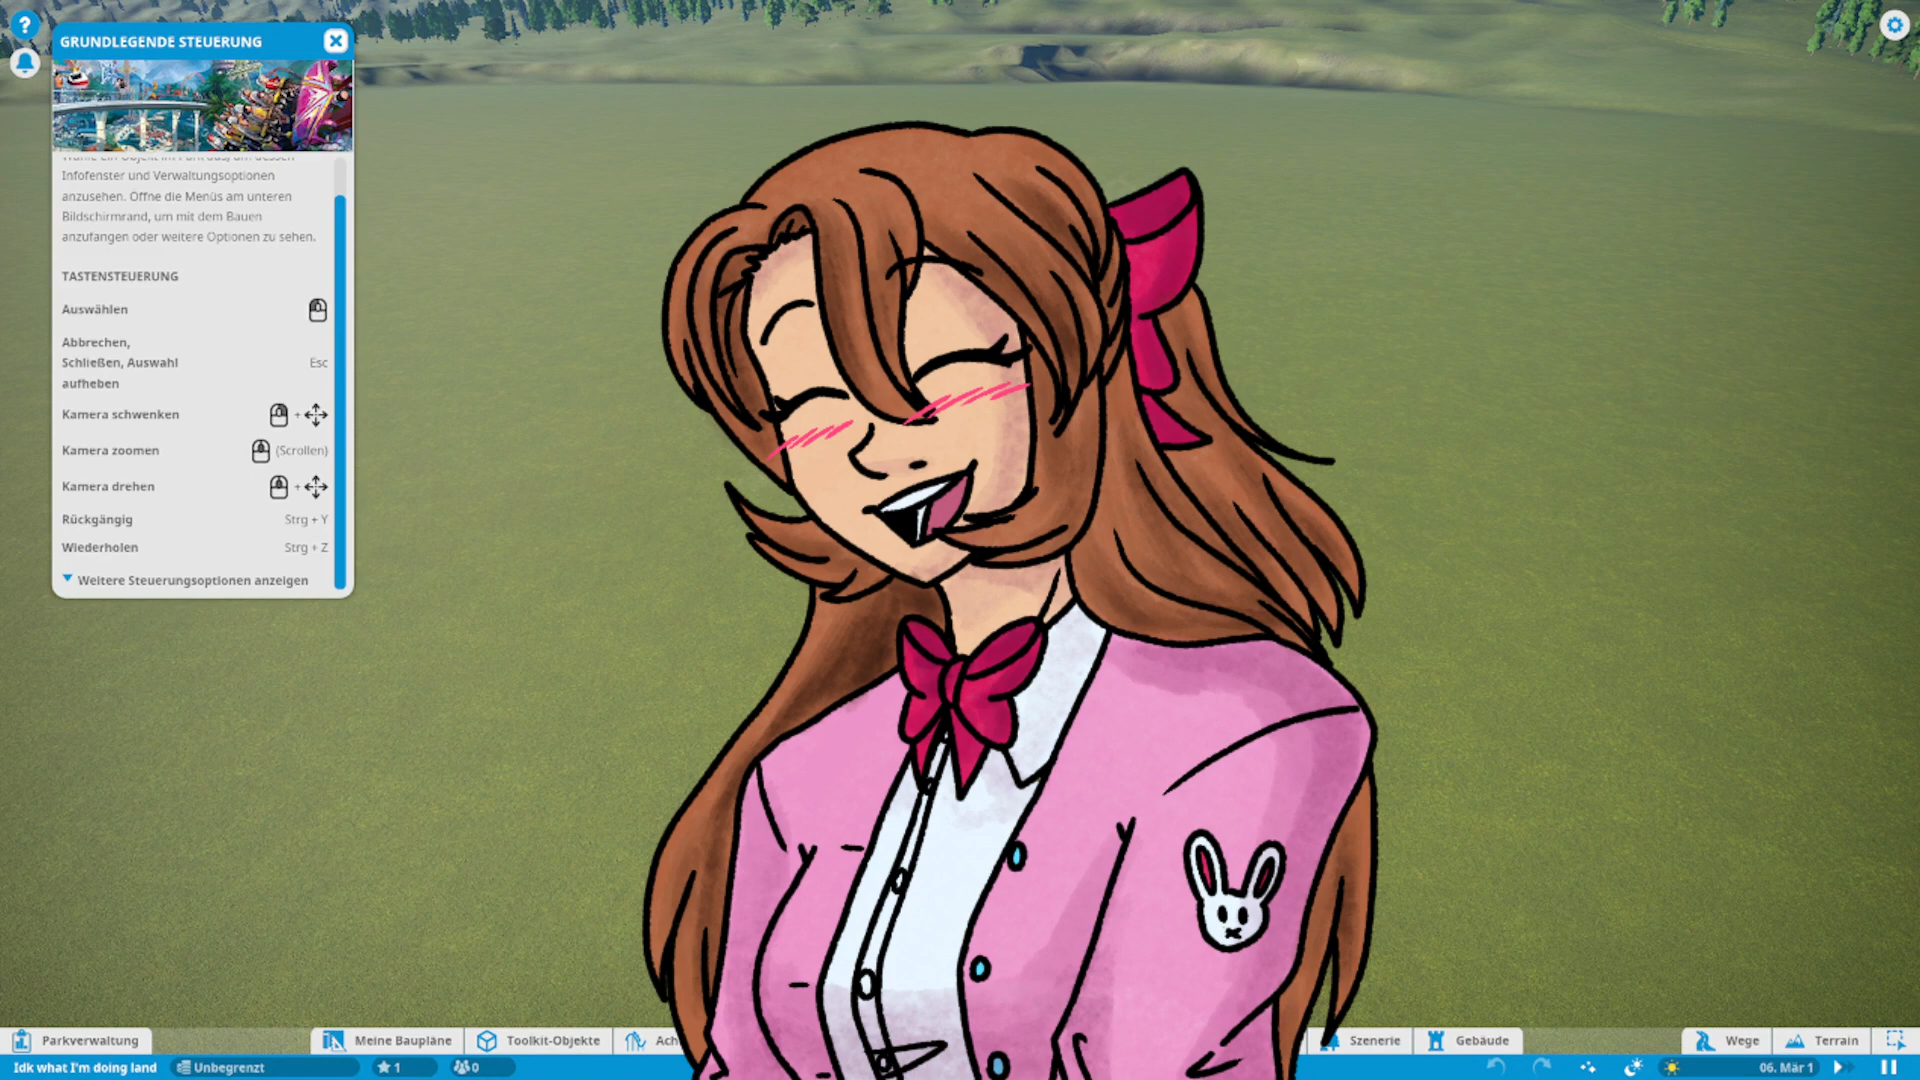 GRUNDLEGENDE STEUERUNG
Infofenster und Verwaltungsoptionen
anzusehen. Öffne die Menüs am unteren
Bildschirmrand, um mit dem Bauen
anzufangen oder weitere Optionen zu sehen.
TASTENSTEUERUNG
Auswählen
Abbrechen,
Schließen, Auswahl Esc
aufheben
Kamera schwenken +
Kamera zoomen (Scrollen)
Kamera drehen +
Rückgängig Strg + Y
Wiederholen Strg + Z
Weitere Steuerungsoptionen anzeigen
Parkverwaltung Meine Baupläne Toolkit-Objekte Ach Szenerie Gebäude Wege Terrain
Idk what I'm doing land Unbegrenzt 1 0 06. Mär 1